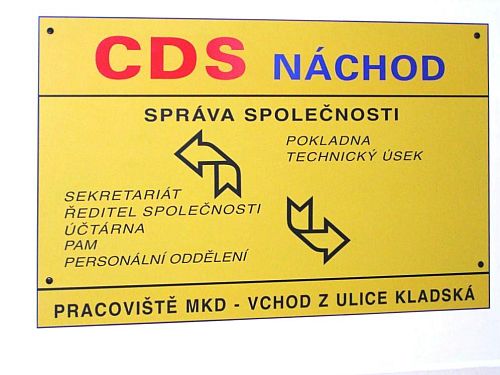 CDS NÁCHOD
SPRÁVA SPOLEČNOSTI
POKLADNA
TECHNICKÝ ÚSEK
SEKRETARIÁT
ŘEDITEL SPOLEČNOSTI
ÚČTÁRNA
PAM
PERSONÁLNÍ ODDĚLENÍ
PRACOVIŠTĚ MKD - VCHOD Z ULICE KLADSKÁ